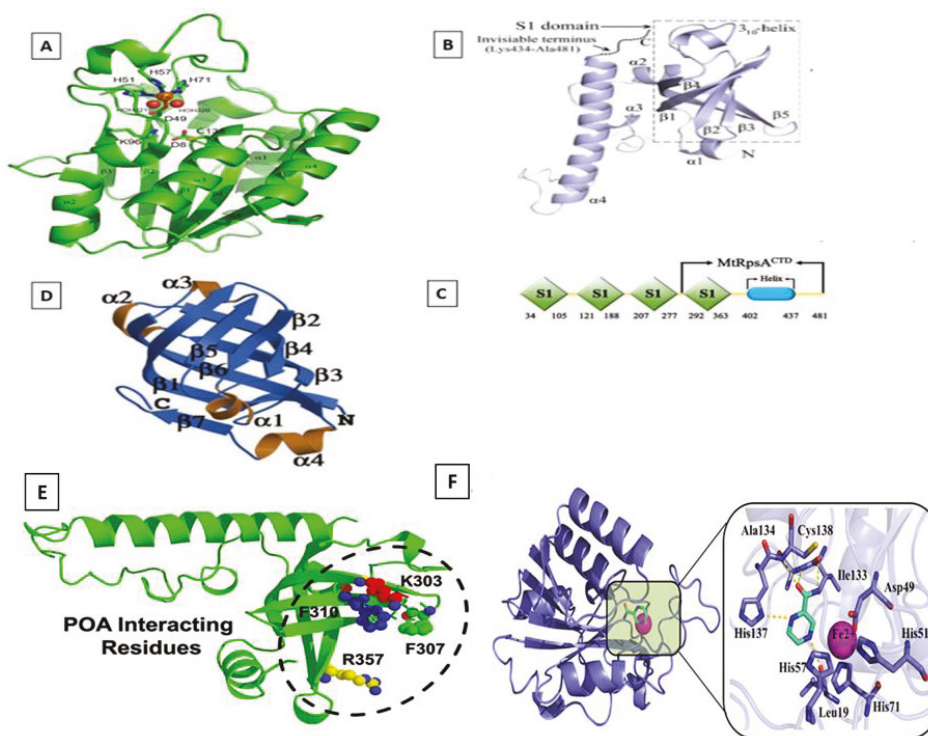 A
H57
H51
H71
D49
K96
D8
α2
β2
β1
α4
B
S1 domain
Invisiable terminus
(Lys434-Ala481)
C
3₁₀-helix
α2
β4
α3
β1
β2
β3
β5
α1
N
α4
C
MtRpsA^CTD
Helix
S1 S1 S1 S1
34 105 121 188 207 277 292 363 402 437 481
D
α3
α2
β2
β5
β4
β6
β1
β3
C
β7
α1
N
α4
E
K303
F310
POA Interacting
Residues
F307
R357
F
Ala134
Cys138
Ile133
Asp49
His137
Fe2+
His51
His57
Leu19
His71